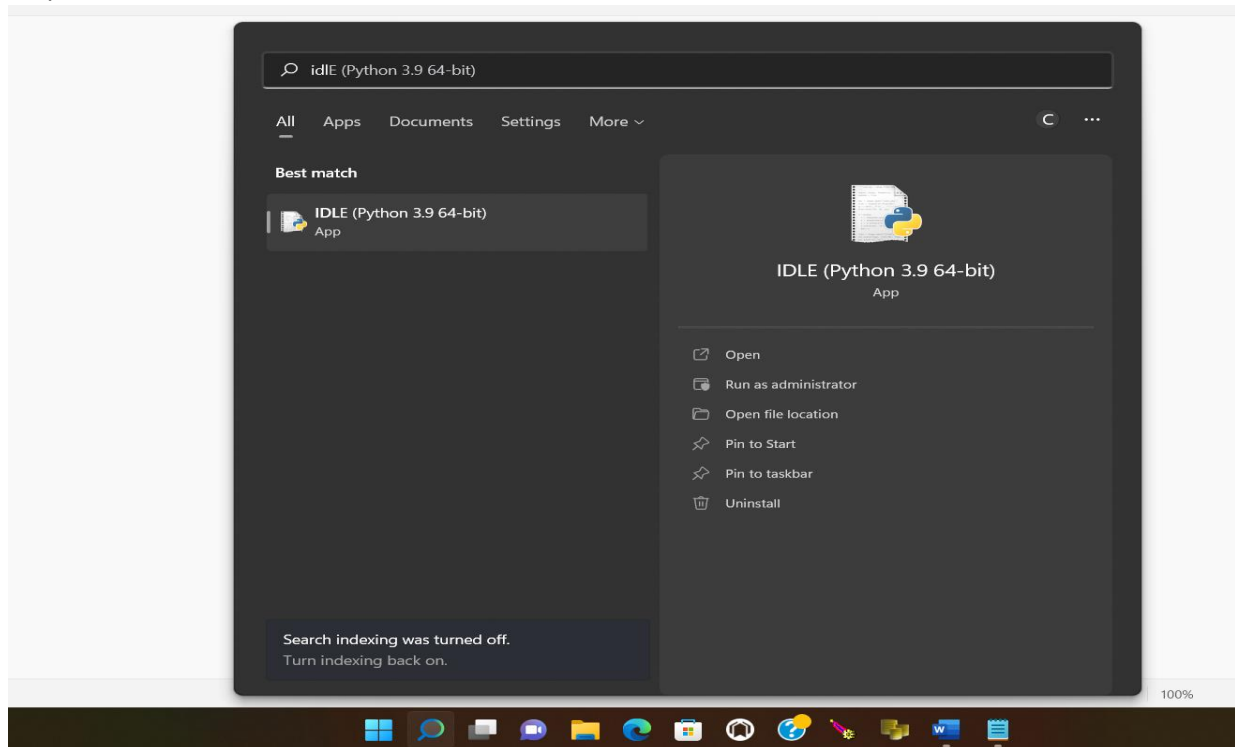 idlE (Python 3.9 64-bit)
All Apps Documents Settings More
C ...
Best match
IDLE (Python 3.9 64-bit)
App
IDLE (Python 3.9 64-bit)
App
Open
Run as administrator
Open file location
Pin to Start
Pin to taskbar
Uninstall
Search indexing was turned off.
Turn indexing back on.
100%
W